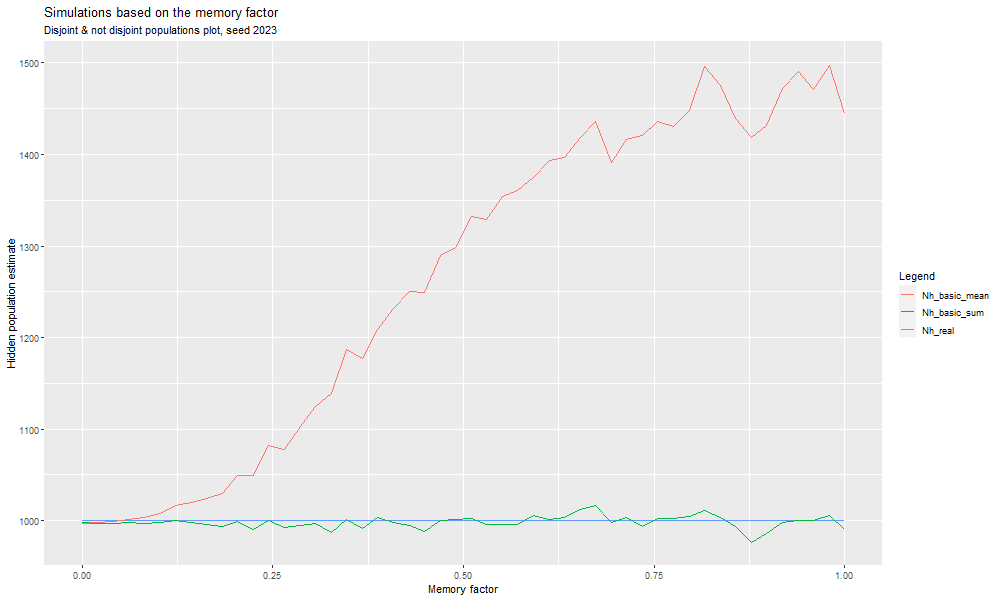 Simulations based on the memory factor
Disjoint & not disjoint populations plot, seed 2023
1500
1400
1300
1200
1100
1000
Hidden population estimate
0.00
0.25
0.50
0.75
1.00
Memory factor
Legend
Nh_basic_mean
Nh_basic_sum
Nh_real